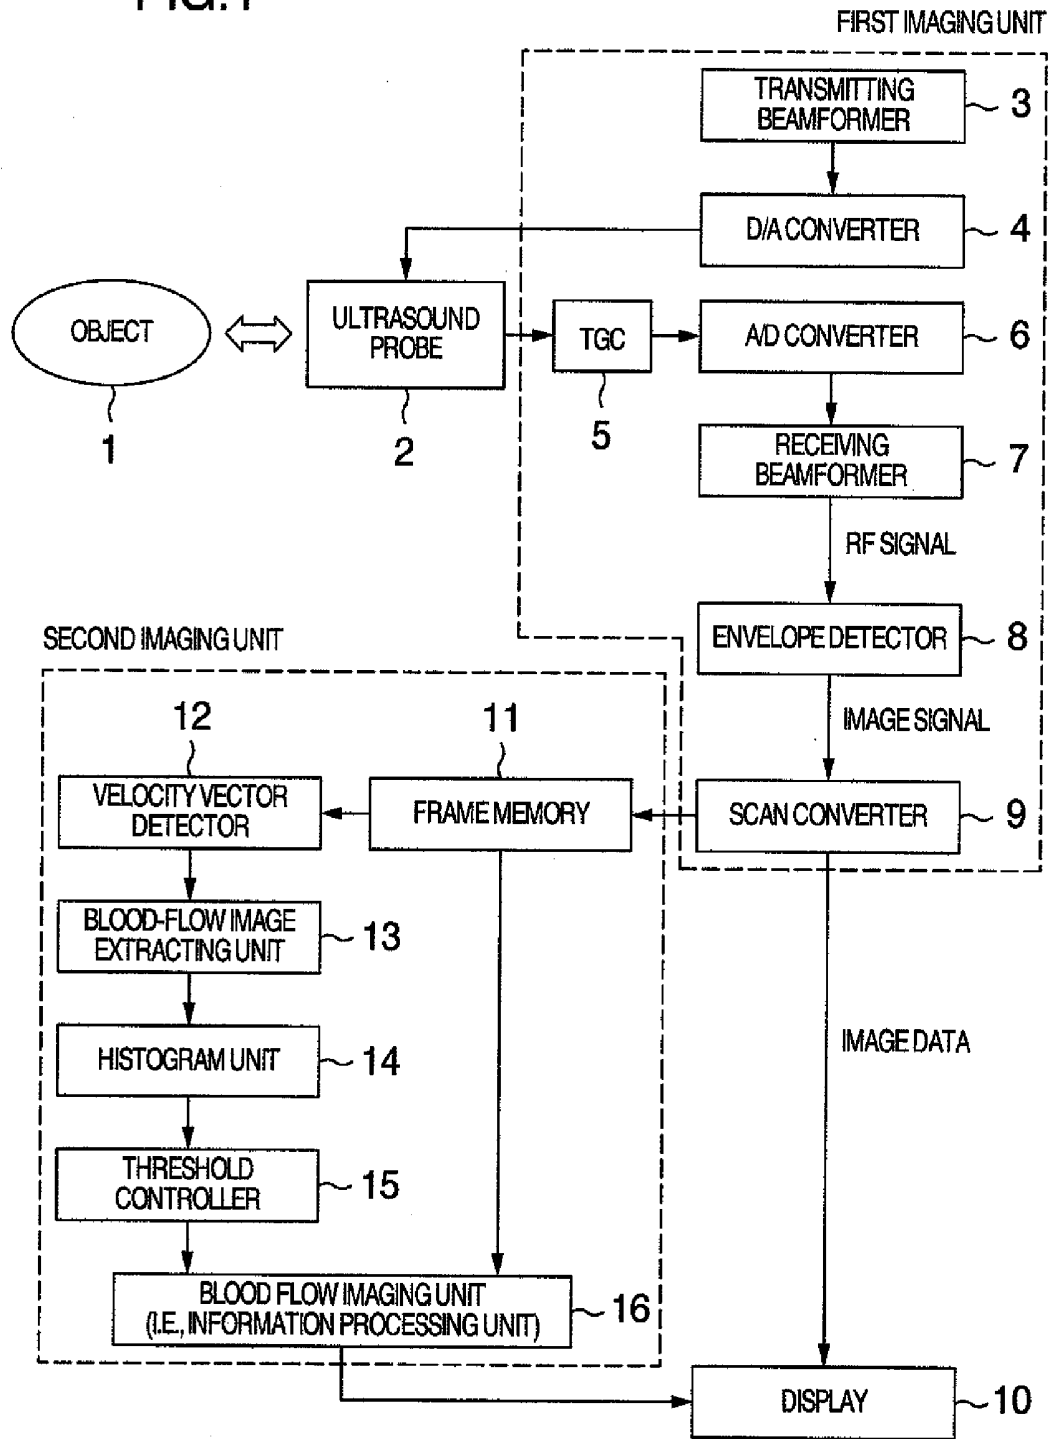 FIG.1
FIRST IMAGING UNIT
TRANSMITTING
BEAMFORMER
3
D/A CONVERTER
4
OBJECT
1
ULTRASOUND
PROBE
2
TGC
5
A/D CONVERTER
6
RECEIVING
BEAMFORMER
7
RF SIGNAL
ENVELOPE DETECTOR
8
IMAGE SIGNAL
SCAN CONVERTER
9
SECOND IMAGING UNIT
12
11
VELOCITY VECTOR
DETECTOR
FRAME MEMORY
BLOOD-FLOW IMAGE
EXTRACTING UNIT
13
HISTOGRAM UNIT
14
IMAGE DATA
THRESHOLD
CONTROLLER
15
BLOOD FLOW IMAGING UNIT
(I.E., INFORMATION PROCESSING UNIT)
16
DISPLAY
10